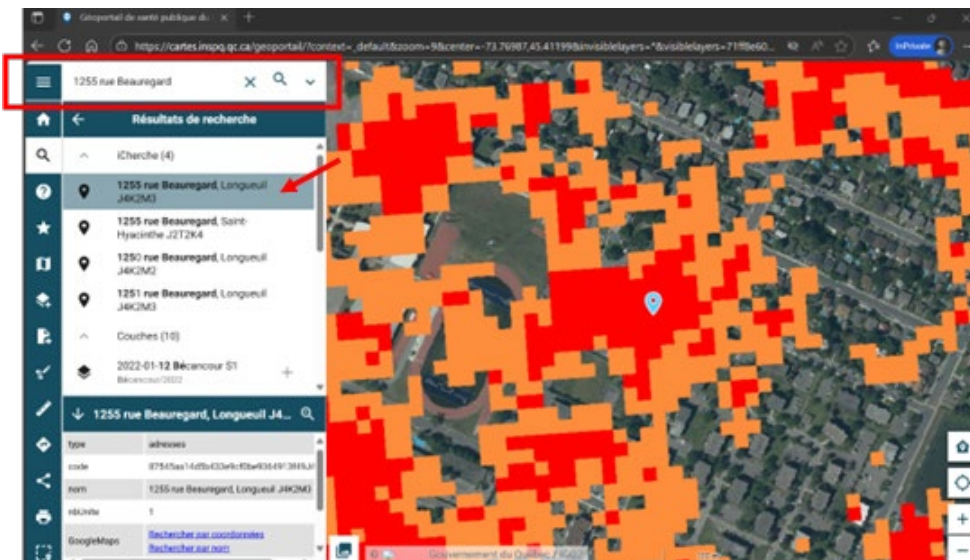 Géoportail de santé publique du
https://cartes.inspq.qc.ca/geoportail/?context=_default&zoom=9&center=-73.76987,45.41199&invisiblelayers=*&visiblelayers=71ff8e60...
InPrivate
1255 rue Beauregard
Résultats de recherche
iCherche (4)
1255 rue Beauregard, Longueuil
J4K2M3
1255 rue Beauregard, Saint-
Hyacinthe J2T2K4
1250 rue Beauregard, Longueuil
J4K2M2
1251 rue Beauregard, Longueuil
J4K2M3
Couches (10)
2022-01-12 Bécancour S1
Bécancour/2022
1255 rue Beauregard, Longueuil J4...
type adresses
code
nom 1255 rue Beauregard, Longueuil J4K2M3
nbUnite 1
GoogleMaps Rechercher par coordonnées
Rechercher par nom
Gouvernement du Québec